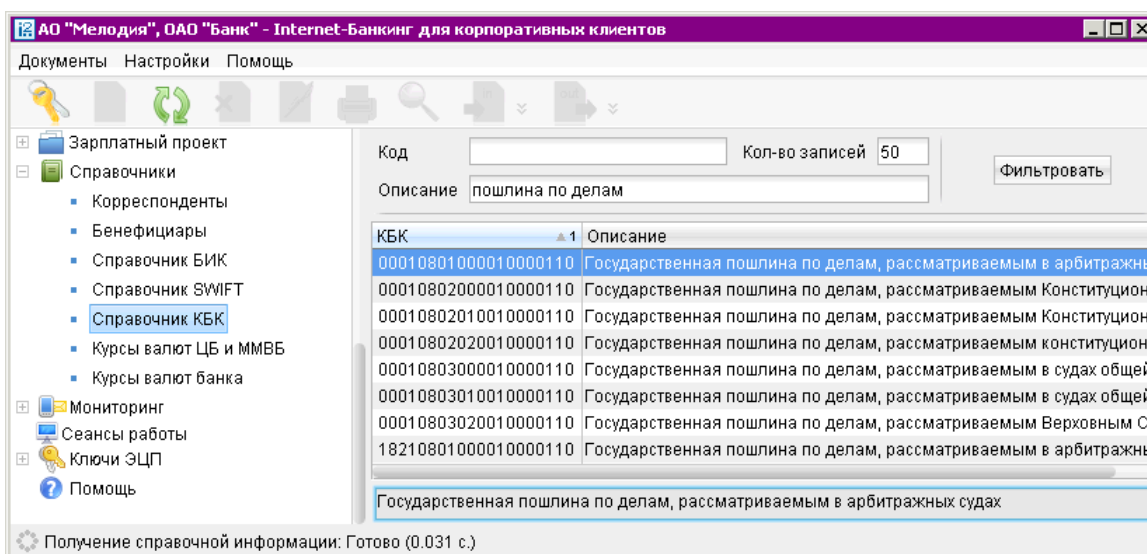 АО "Мелодия", ОАО "Банк" - Internet-Банкинг для корпоративных клиентов
Документы Настройки Помощь
in out
Зарплатный проект
Справочники
Корреспонденты
Бенефициары
Справочник БИК
Справочник SWIFT
Справочник КБК
Курсы валют ЦБ и ММВБ
Курсы валют банка
Мониторинг
Сеансы работы
Ключи ЭЦП
Помощь
Код
Кол-во записей 50
Описание пошлина по делам
Фильтровать
КБК 1 Описание
00010801000010000110 Государственная пошлина по делам, рассматриваемым в арбитражны
00010802000010000110 Государственная пошлина по делам, рассматриваемым Конституцион
00010802010010000110 Государственная пошлина по делам, рассматриваемым Конституцион
00010802020010000110 Государственная пошлина по делам, рассматриваемым конституцион
00010803000010000110 Государственная пошлина по делам, рассматриваемым в судах общей
00010803010010000110 Государственная пошлина по делам, рассматриваемым в судах общей
00010803020010000110 Государственная пошлина по делам, рассматриваемым Верховным С
18210801000010000110 Государственная пошлина по делам, рассматриваемым в арбитражны
Государственная пошлина по делам, рассматриваемым в арбитражных судах
Получение справочной информации: Готово (0.031 с.)